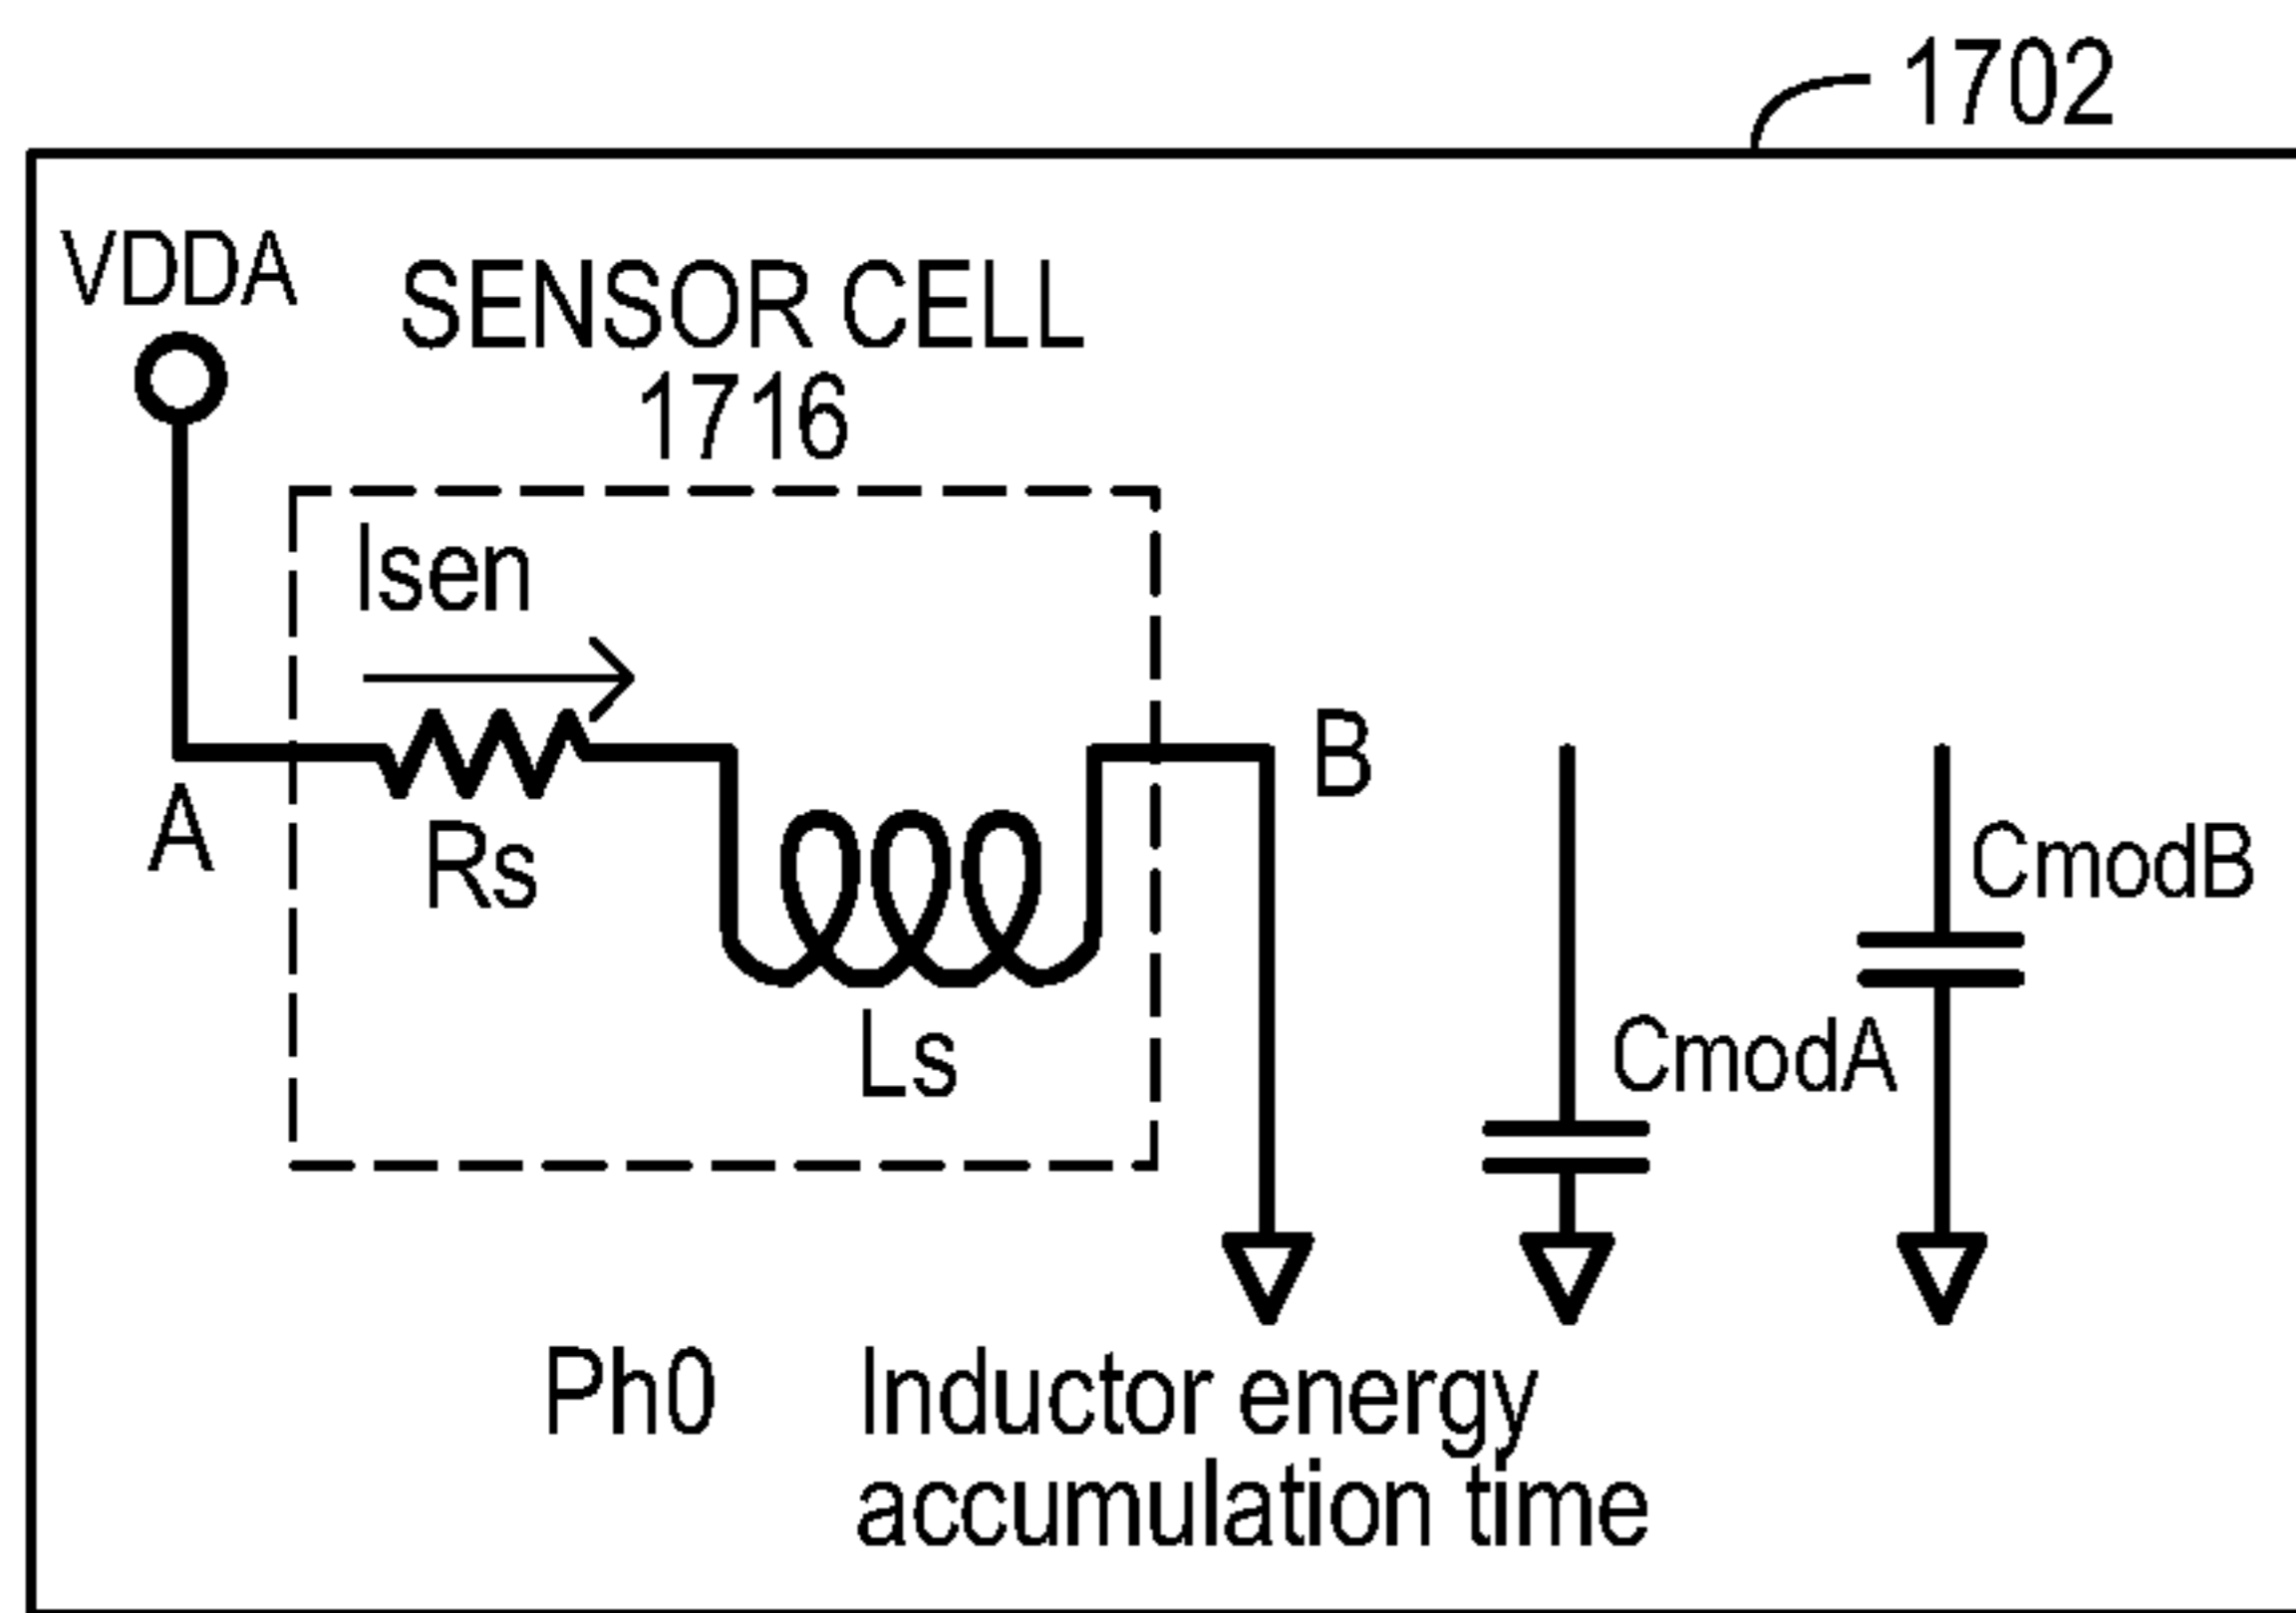 1702
VDDA
SENSOR CELL
1716
Isen
A
Rs
Ls
B
CmodA
CmodB
Ph0 Inductor energy
accumulation time